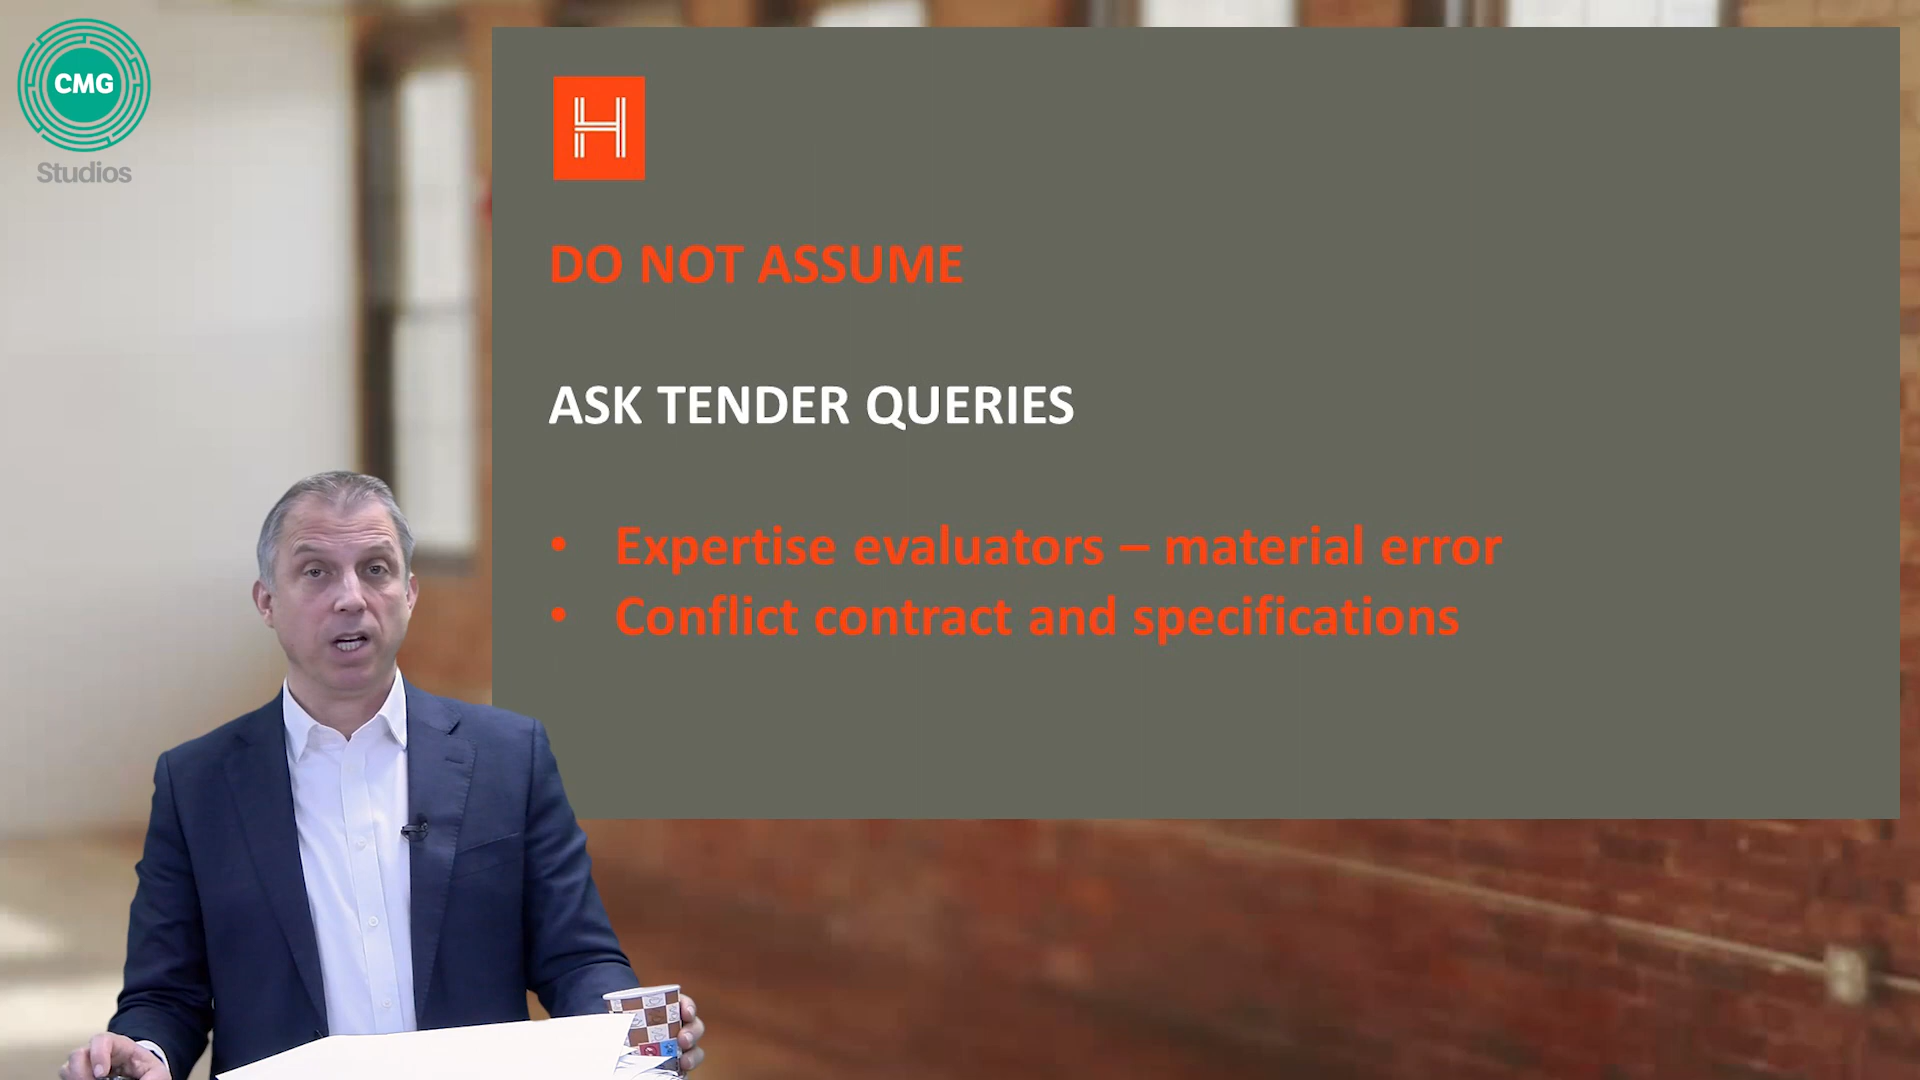 CMG
Studios
H
DO NOT ASSUME
ASK TENDER QUERIES
• Expertise evaluators – material error
• Conflict contract and specifications